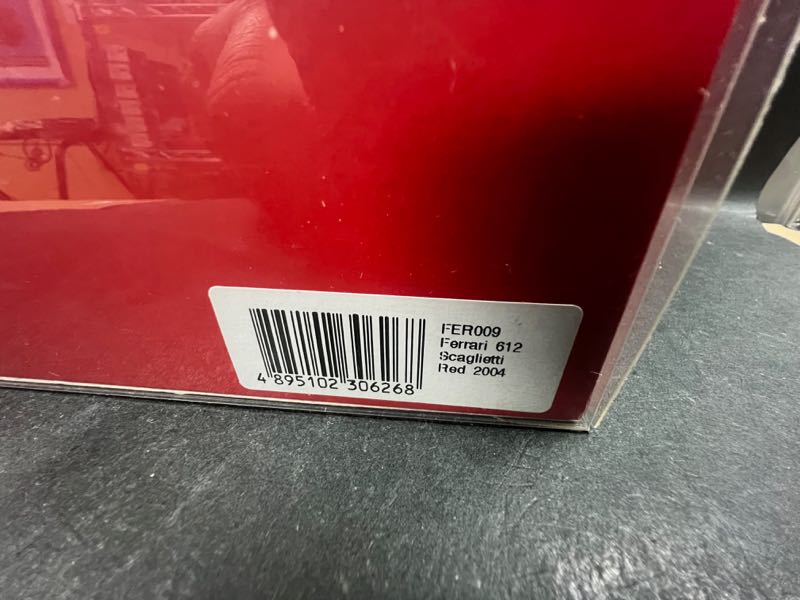 FER009
Ferrari 612
Scaglietti
Red 2004
4 895102 306268